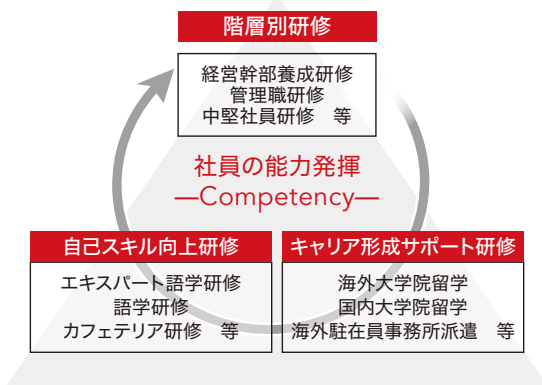 階層別研修
経営幹部養成研修
管理職研修
中堅社員研修　等
社員の能力発揮
―Competency―
自己スキル向上研修
エキスパート語学研修
語学研修
カフェテリア研修　等
キャリア形成サポート研修
海外大学院留学
国内大学院留学
海外駐在員事務所派遣　等